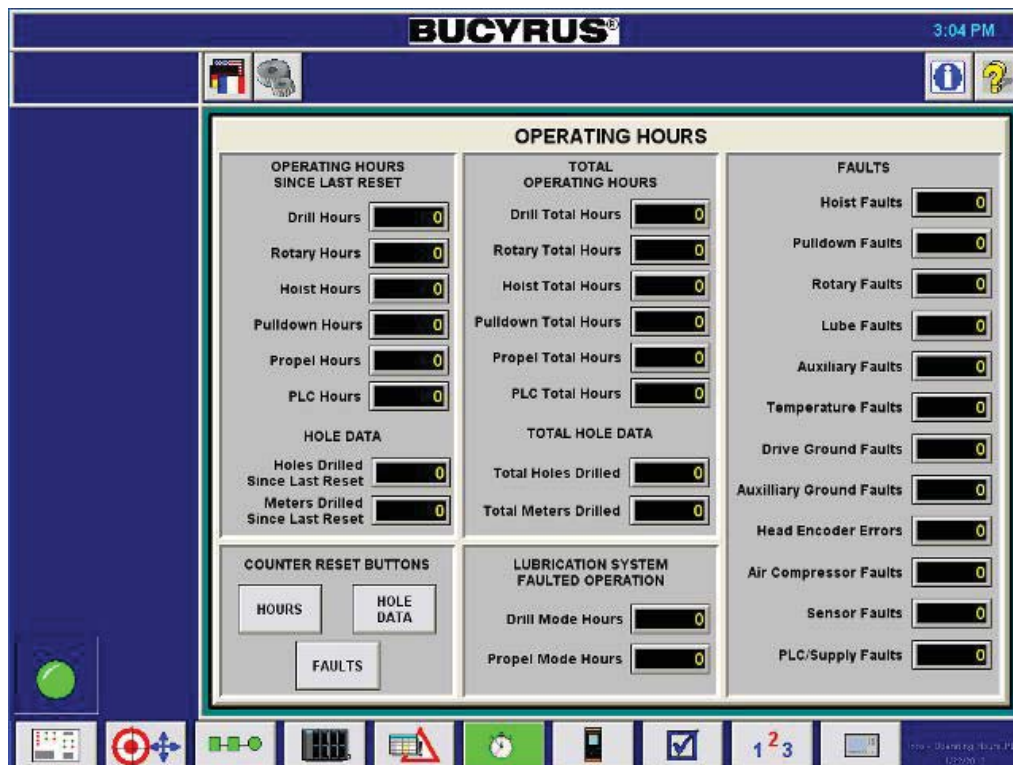 BUCYRUS®
3:04 PM
OPERATING HOURS
OPERATING HOURS
SINCE LAST RESET
Drill Hours 0
Rotary Hours 0
Hoist Hours 0
Pulldown Hours 0
Propel Hours 0
PLC Hours 0
HOLE DATA
Holes Drilled
Since Last Reset 0
Meters Drilled
Since Last Reset 0
TOTAL
OPERATING HOURS
Drill Total Hours 0
Rotary Total Hours 0
Hoist Total Hours 0
Pulldown Total Hours 0
Propel Total Hours 0
PLC Total Hours 0
TOTAL HOLE DATA
Total Holes Drilled 0
Total Meters Drilled 0
FAULTS
Hoist Faults 0
Pulldown Faults 0
Rotary Faults 0
Lube Faults 0
Auxiliary Faults 0
Temperature Faults 0
Drive Ground Faults 0
Auxilliary Ground Faults 0
Head Encoder Errors 0
Air Compressor Faults 0
Sensor Faults 0
PLC/Supply Faults 0
COUNTER RESET BUTTONS
HOURS
HOLE
DATA
FAULTS
LUBRICATION SYSTEM
FAULTED OPERATION
Drill Mode Hours 0
Propel Mode Hours 0
1 2 3
Operating Hours